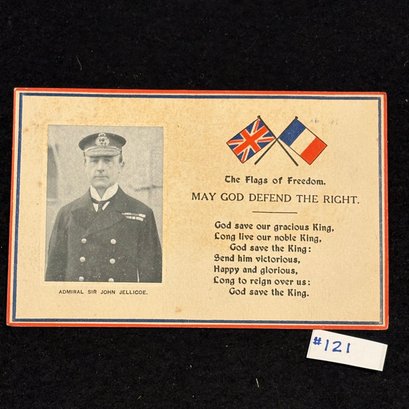 ADMIRAL SIR JOHN JELLICOE.
The Flags of Freedom.
MAY GOD DEFEND THE RIGHT.
God save our gracious King,
Long live our noble King,
God save the King:
Send him victorious,
Happy and glorious,
Long to reign over us:
God save the King.
#121